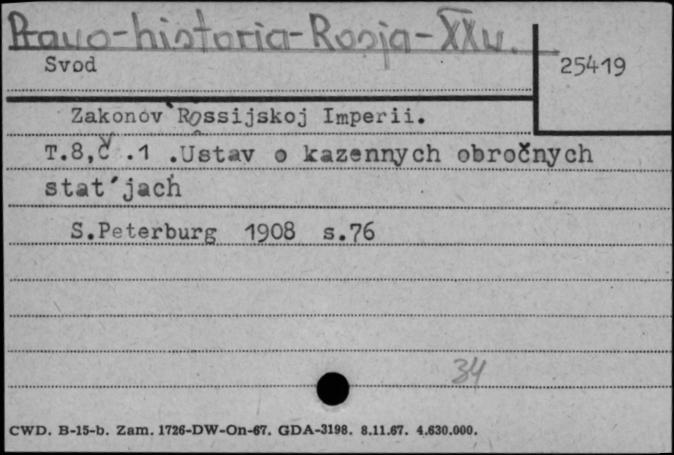 Prawo-historia-Rosja-XXw.
Svod
25419
Zakonov Rossijskoj Imperii.
T.8,č .1 .Ustav o kazennych obročnych
stat´jach
S.Peterburg 1908 s.76
34
CWD. B-15-b. Zam. 1726-DW-On-67. GDA-3198. 8.11.67. 4.630.000.